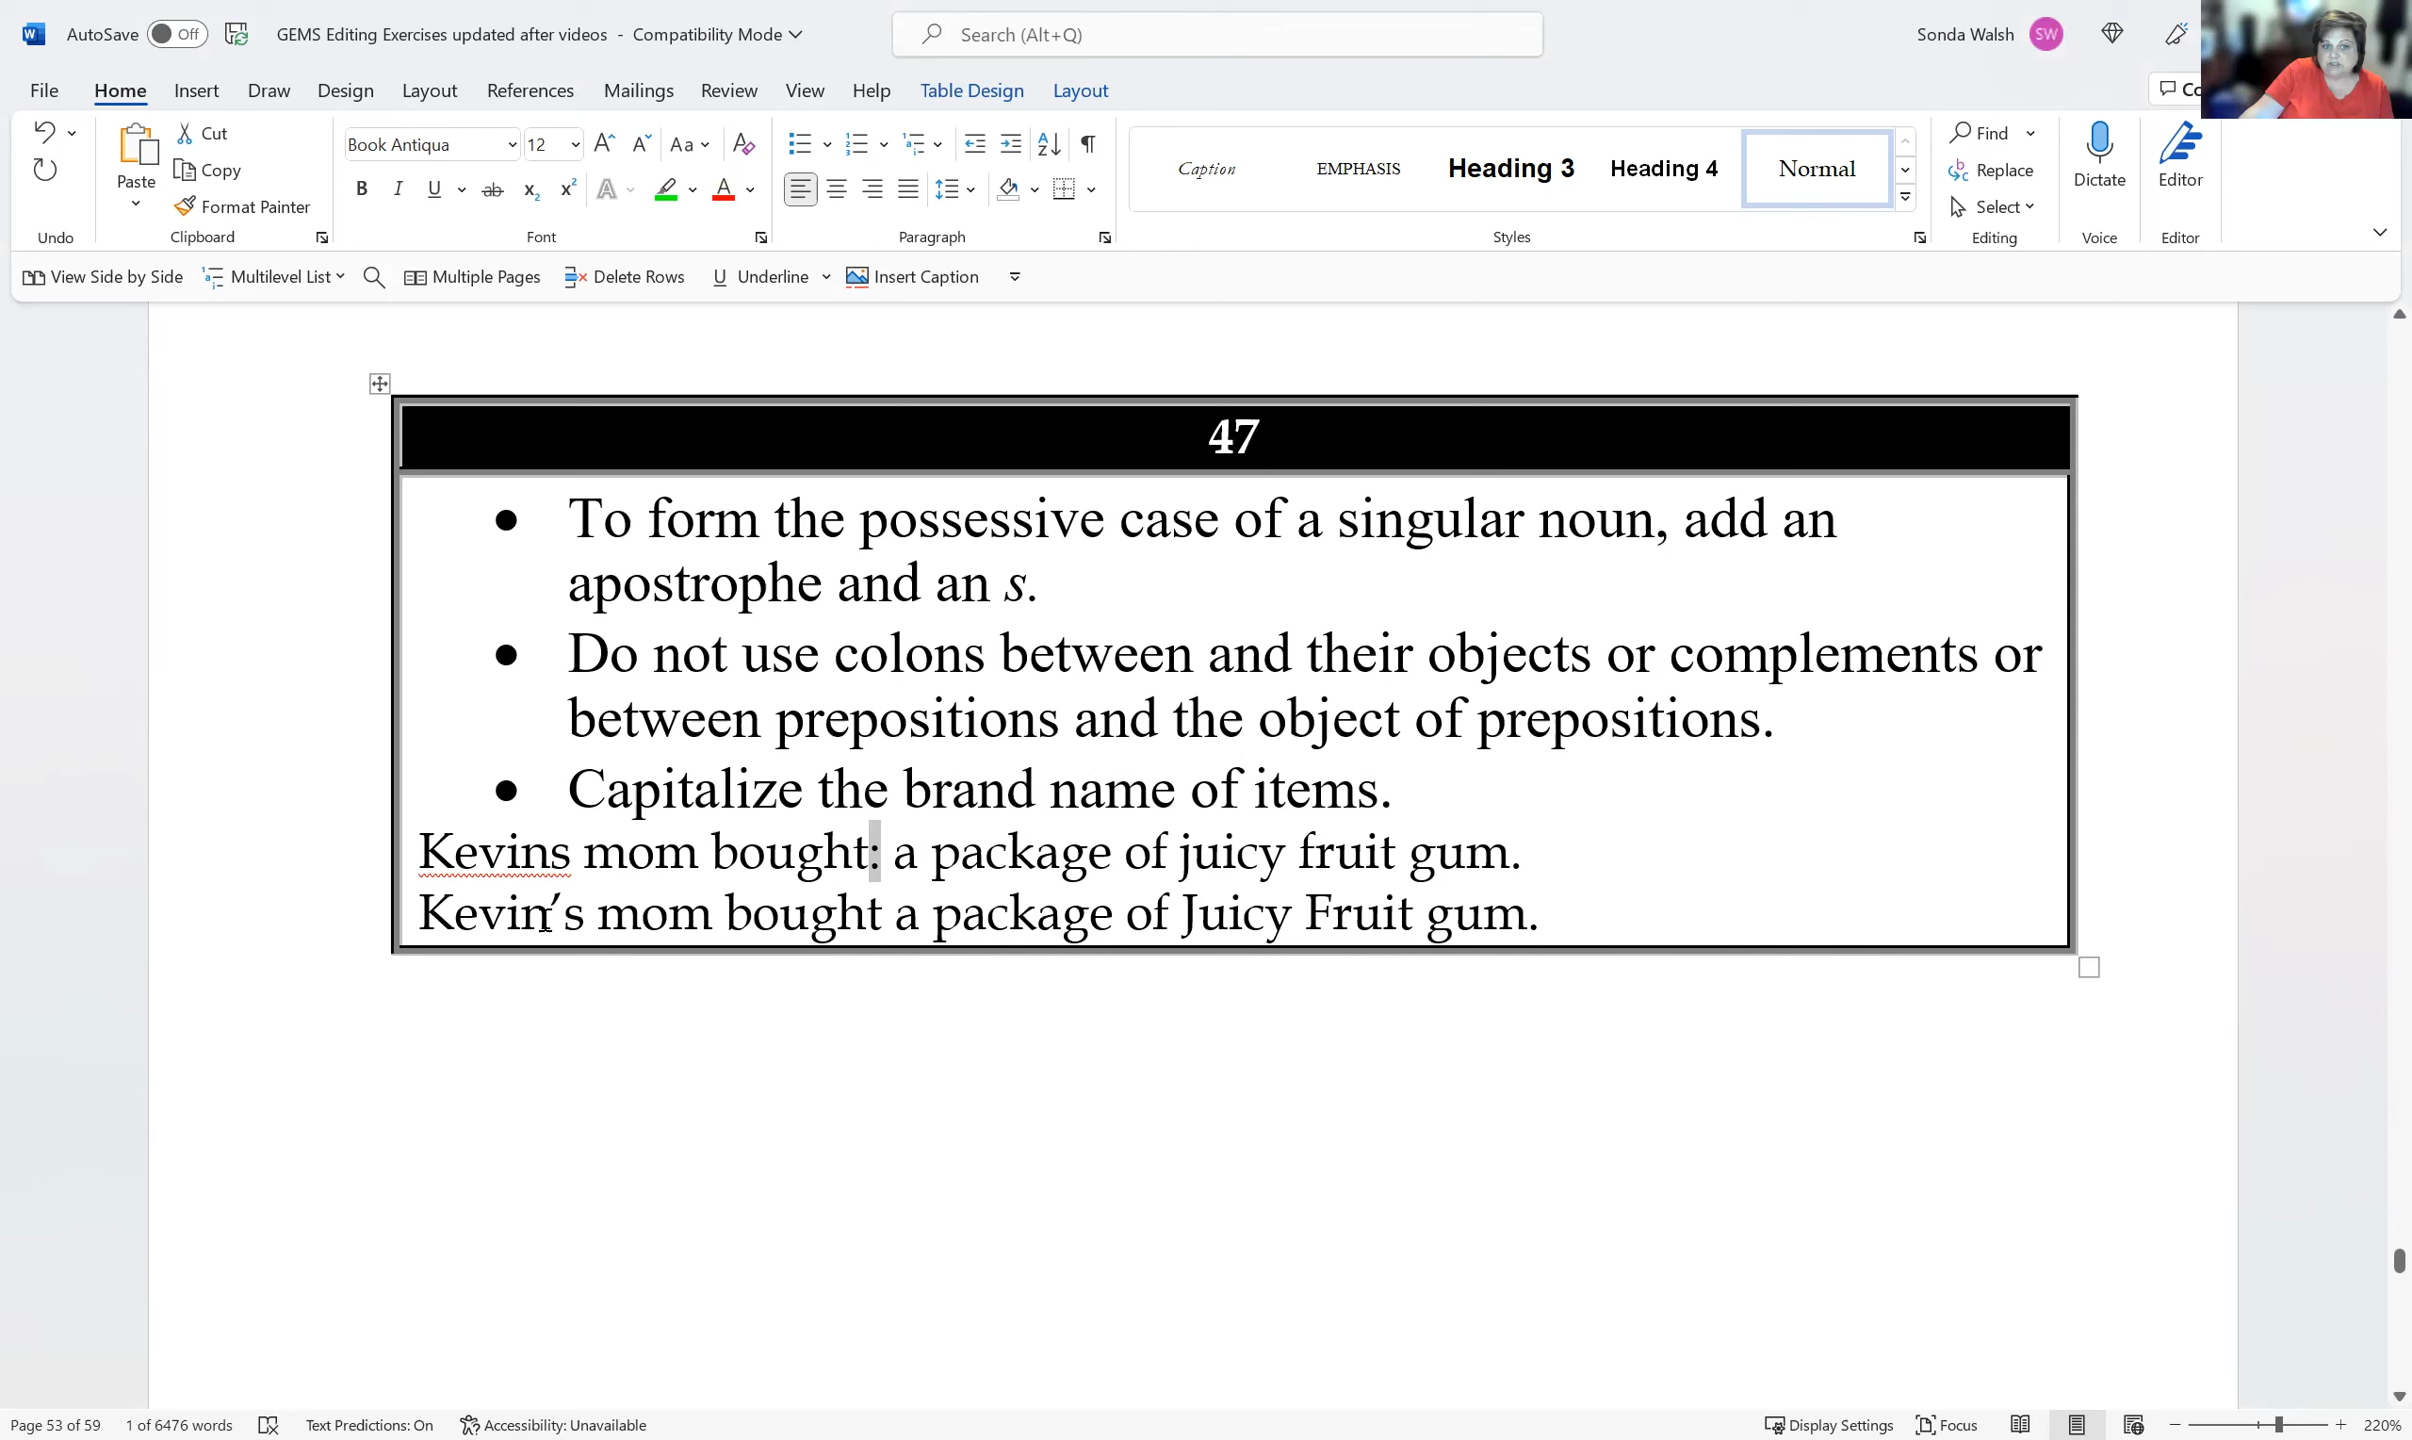 AutoSave Off GEMS Editing Exercises updated after videos - Compatibility Mode Search (Alt+Q) Sonda Walsh SW
File Home Insert Draw Design Layout References Mailings Review View Help Table Design Layout Co
Paste Cut Copy Format Painter
Book Antiqua 12
Caption EMPHASIS Heading 3 Heading 4 Normal
Find Replace Select Dictate Editor
Undo Clipboard Font Paragraph Styles Editing Voice Editor
View Side by Side Multilevel List Multiple Pages Delete Rows U Underline Insert Caption
47
• To form the possessive case of a singular noun, add an
apostrophe and an s.
• Do not use colons between and their objects or complements or
between prepositions and the object of prepositions.
• Capitalize the brand name of items.
Kevins mom bought: a package of juicy fruit gum.
Kevin’s mom bought a package of Juicy Fruit gum.
Page 53 of 59 1 of 6476 words Text Predictions: On Accessibility: Unavailable Display Settings Focus 220%